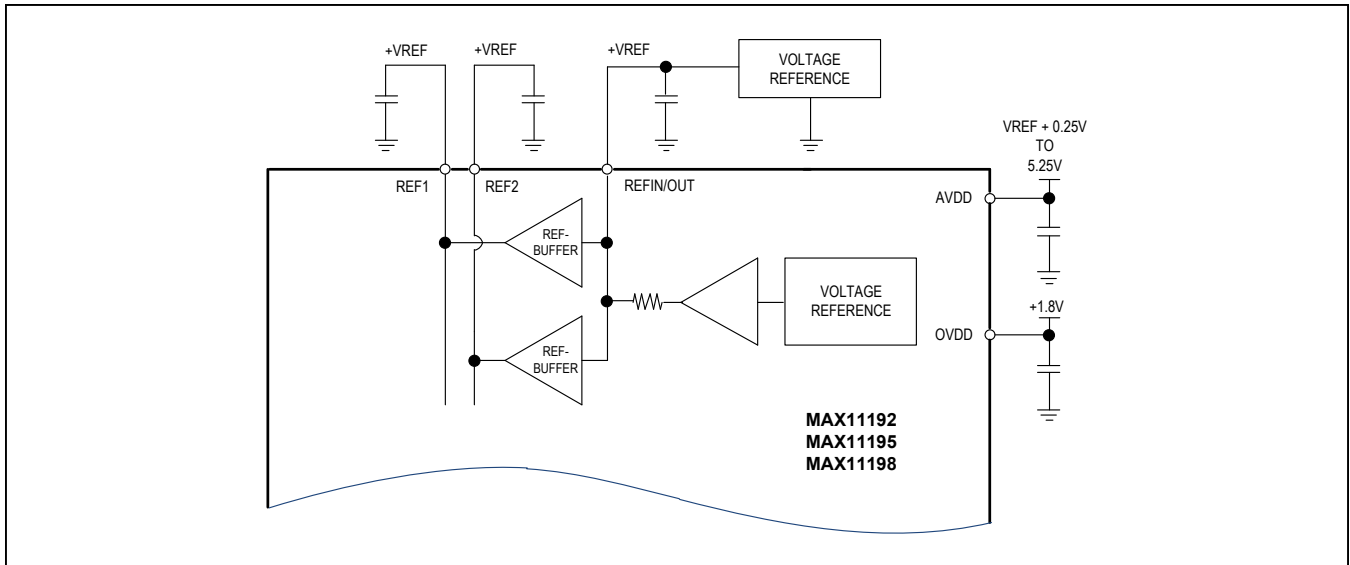 +VREF
+VREF
+VREF
VOLTAGE
REFERENCE
VREF + 0.25V
TO
5.25V
REF1
REF2
REFIN/OUT
AVDD
REF-
BUFFER
VOLTAGE
REFERENCE
+1.8V
OVDD
REF-
BUFFER
MAX11192
MAX11195
MAX11198